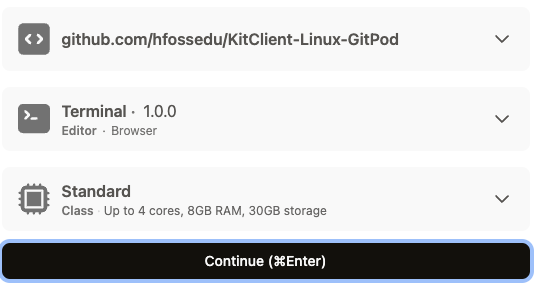 github.com/hfossedu/KitClient-Linux-GitPod
Terminal · 1.0.0
Editor · Browser
Standard
Class · Up to 4 cores, 8GB RAM, 30GB storage
Continue (⌘Enter)